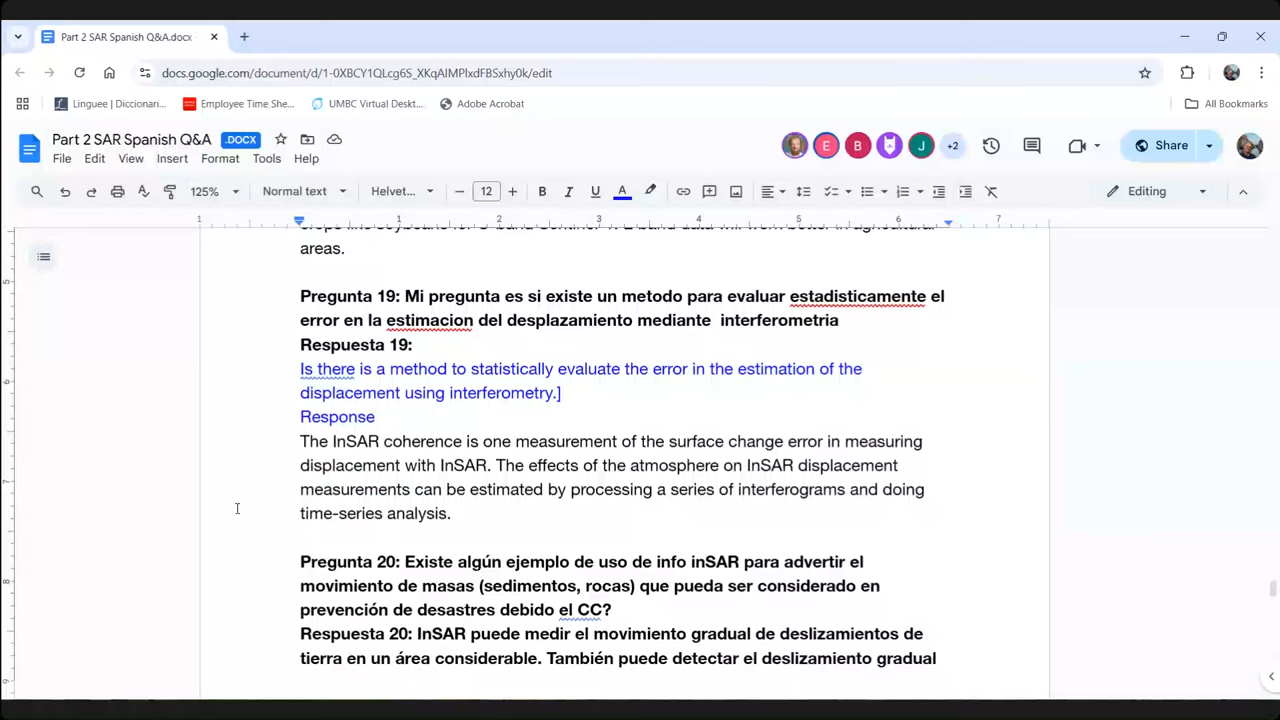 Part 2 SAR Spanish Q&A.docx
docs.google.com/document/d/1-0XBCY1QLcg6S_XKqAIMPlxdFBSxhy0k/edit
Linguee | Diccionari... Employee Time She... UMBC Virtual Deskt... Adobe Acrobat All Bookmarks
Part 2 SAR Spanish Q&A .DOCX
E B J +2 Share
File Edit View Insert Format Tools Help
125% Normal text Helvet... 12 B I U A Editing
1 1 2 3 4 5 6 7
areas.
Pregunta 19: Mi pregunta es si existe un metodo para evaluar estadisticamente el
error en la estimacion del desplazamiento mediante interferometria
Respuesta 19:
Is there is a method to statistically evaluate the error in the estimation of the
displacement using interferometry.]
Response
The InSAR coherence is one measurement of the surface change error in measuring
displacement with InSAR. The effects of the atmosphere on InSAR displacement
measurements can be estimated by processing a series of interferograms and doing
time-series analysis.
Pregunta 20: Existe algún ejemplo de uso de info inSAR para advertir el
movimiento de masas (sedimentos, rocas) que pueda ser considerado en
prevención de desastres debido el CC?
Respuesta 20: InSAR puede medir el movimiento gradual de deslizamientos de
tierra en un área considerable. También puede detectar el deslizamiento gradual